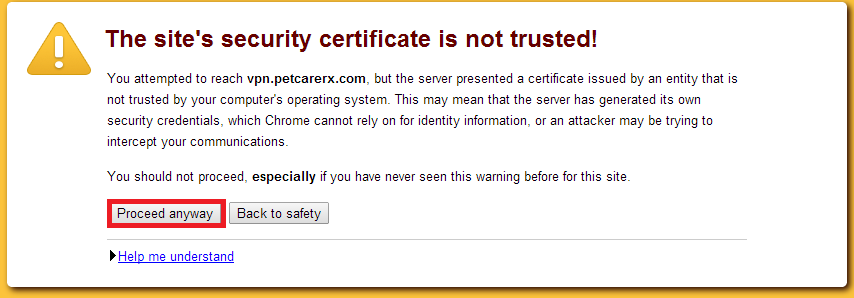 The site's security certificate is not trusted!
You attempted to reach vpn.petcarerx.com, but the server presented a certificate issued by an entity that is
not trusted by your computer's operating system. This may mean that the server has generated its own
security credentials, which Chrome cannot rely on for identity information, or an attacker may be trying to
intercept your communications.
You should not proceed, especially if you have never seen this warning before for this site.
Proceed anyway Back to safety
Help me understand